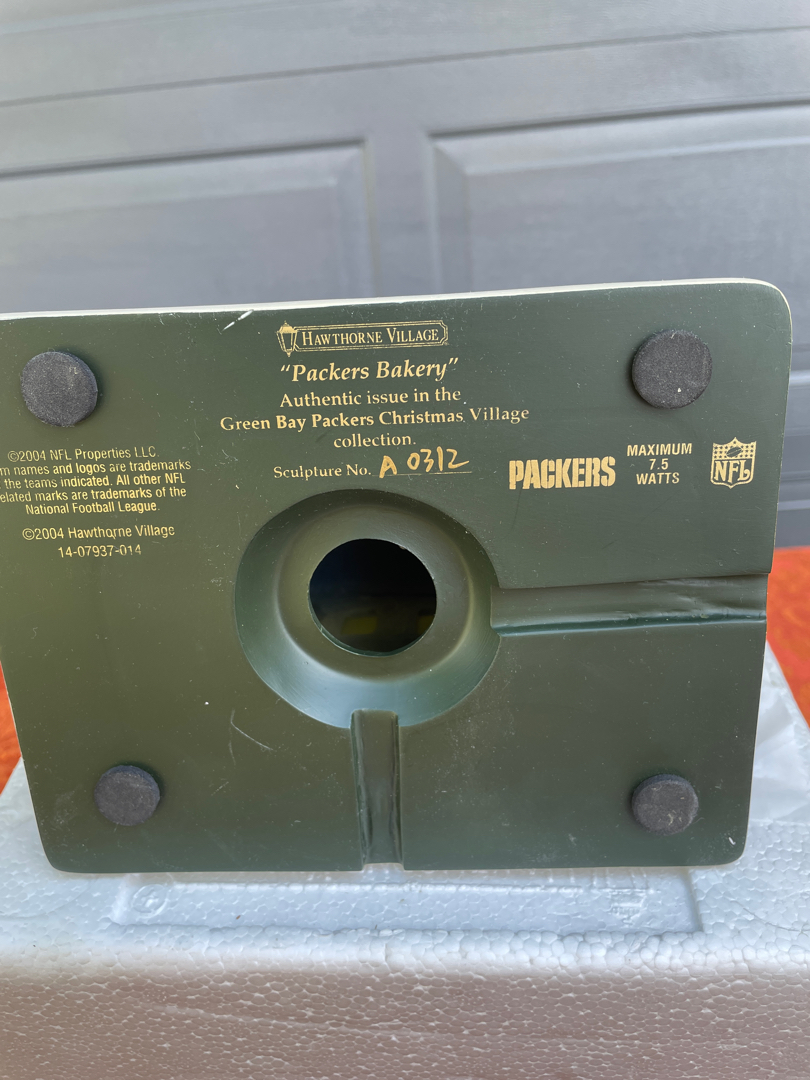 HAWTHORNE VILLAGE
"Packers Bakery"
Authentic issue in the
Green Bay Packers Christmas Village
collection.
Sculpture No. A 0312
©2004 NFL Properties LLC
names and logos are trademarks
the teams indicated. All other NFL
related marks are trademarks of the
National Football League.
©2004 Hawthorne Village
14-07937-014
PACKERS
MAXIMUM
7.5
WATTS
NFL